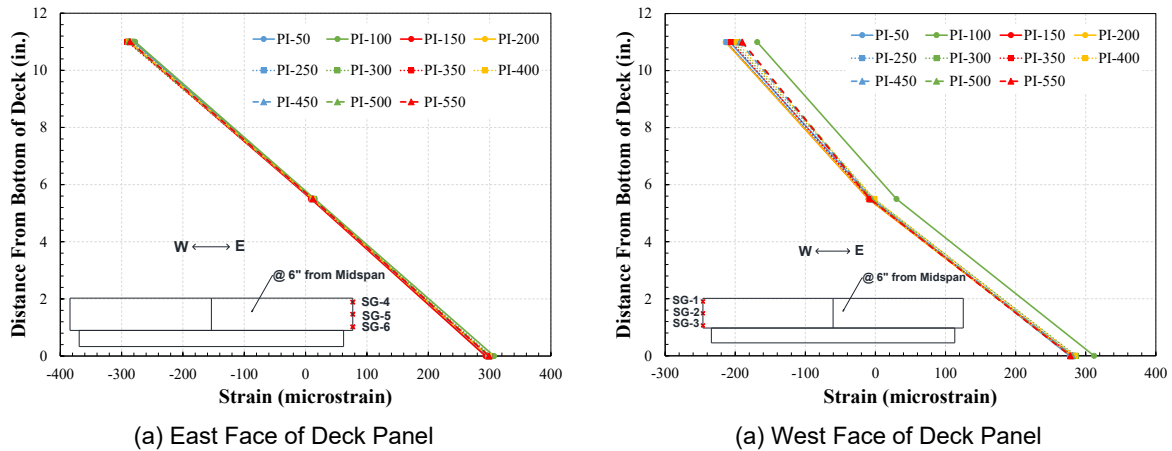 12
10
8
6
4
2
0
Distance From Bottom of Deck (in.)
PI-50 PI-100 PI-150 PI-200
PI-250 PI-300 PI-350 PI-400
PI-450 PI-500 PI-550
W E
@ 6" from Midspan
SG-4
SG-5
SG-6
-400 -300 -200 -100 0 100 200 300 400
Strain (microstrain)
(a) East Face of Deck Panel
12
10
8
6
4
2
0
Distance From Bottom of Deck (in.)
PI-50 PI-100 PI-150 PI-200
PI-250 PI-300 PI-350 PI-400
PI-450 PI-500 PI-550
W E
@ 6" from Midspan
SG-1
SG-2
SG-3
-300 -200 -100 0 100 200 300 400
Strain (microstrain)
(a) West Face of Deck Panel